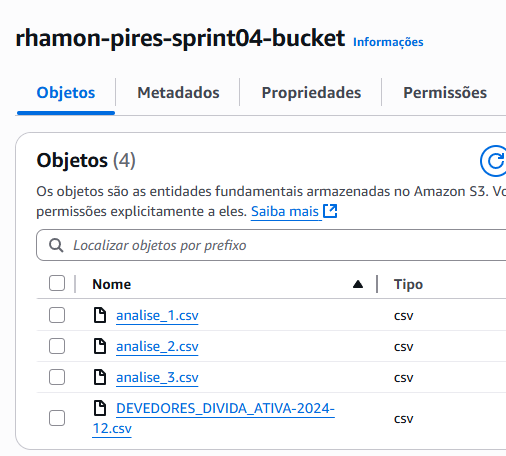 rhamon-pires-sprint04-bucket Informações
Objetos Metadados Propriedades Permissões
Objetos (4)
Os objetos são as entidades fundamentais armazenadas no Amazon S3. Vo
permissões explicitamente a eles. Saiba mais
Localizar objetos por prefixo
Nome Tipo
analise_1.csv csv
analise_2.csv csv
analise_3.csv csv
DEVEDORES_DIVIDA_ATIVA-2024-
12.csv csv